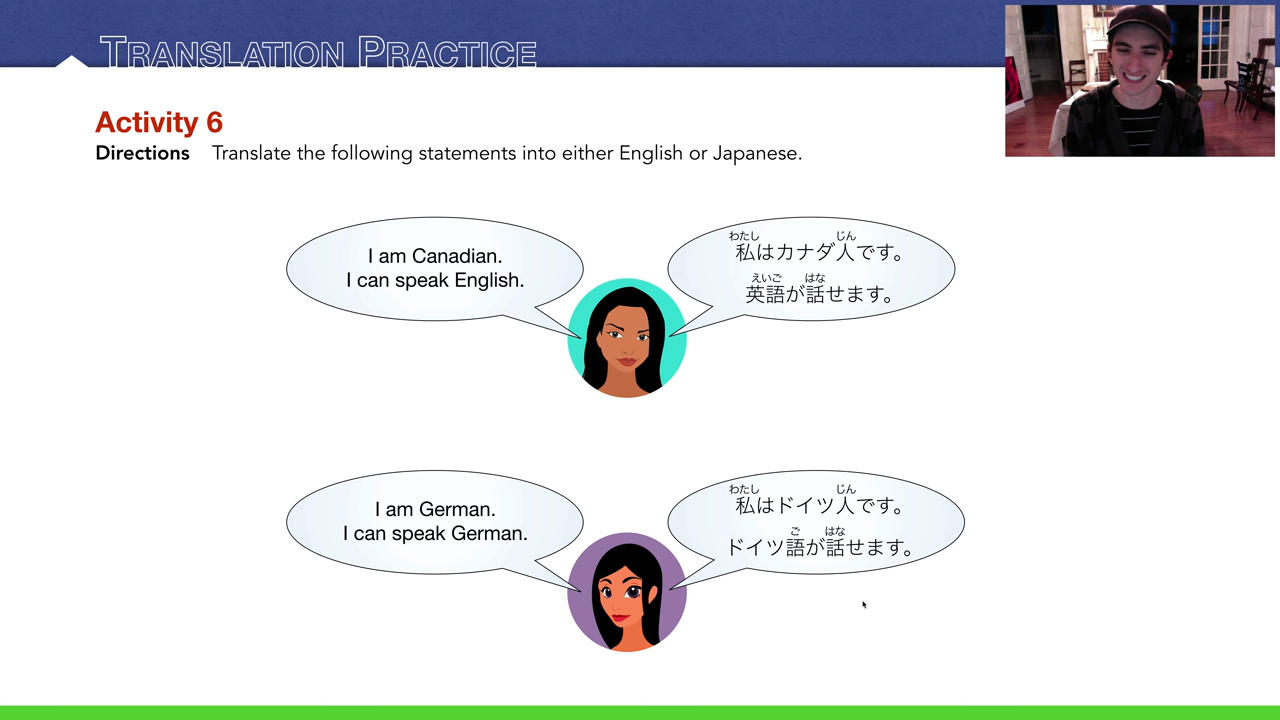 TRANSLATION PRACTICE
Activity 6
Directions Translate the following statements into either English or Japanese.
I am Canadian.
I can speak English.
わたし じん
私はカナダ人です。
えいご はな
英語が話せます。
I am German.
I can speak German.
わたし じん
私はドイツ人です。
ご はな
ドイツ語が話せます。